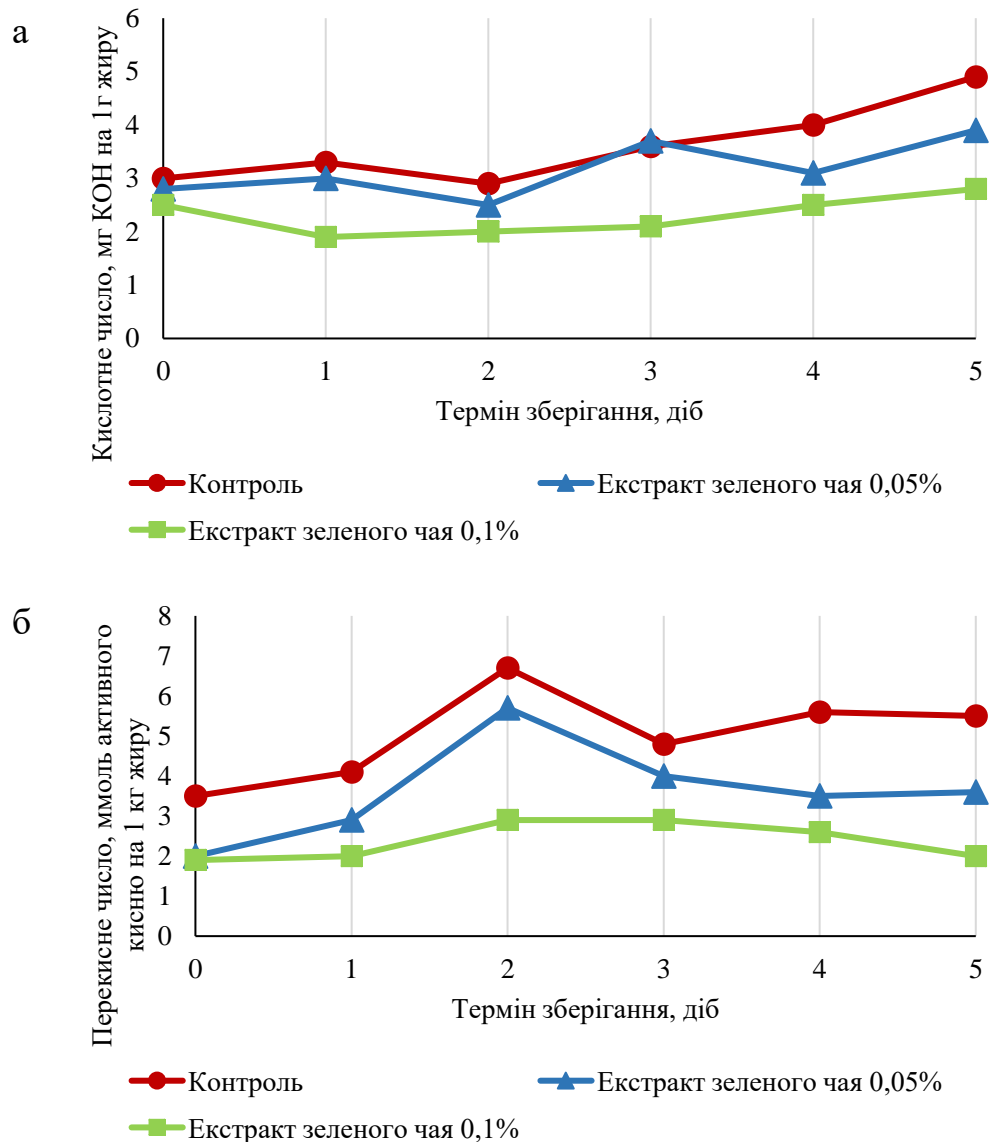 а
Кислотне число, мг КОН на 1г жиру
6
5
4
3
2
1
0
0 1 2 3 4 5
Термін зберігання, діб
Контроль
Екстракт зеленого чая 0,05%
Екстракт зеленого чая 0,1%
б
Перекисне число, ммоль активного
кисню на 1 кг жиру
8
7
6
5
4
3
2
1
0
0 1 2 3 4 5
Термін зберігання, діб
Контроль
Екстракт зеленого чая 0,05%
Екстракт зеленого чая 0,1%